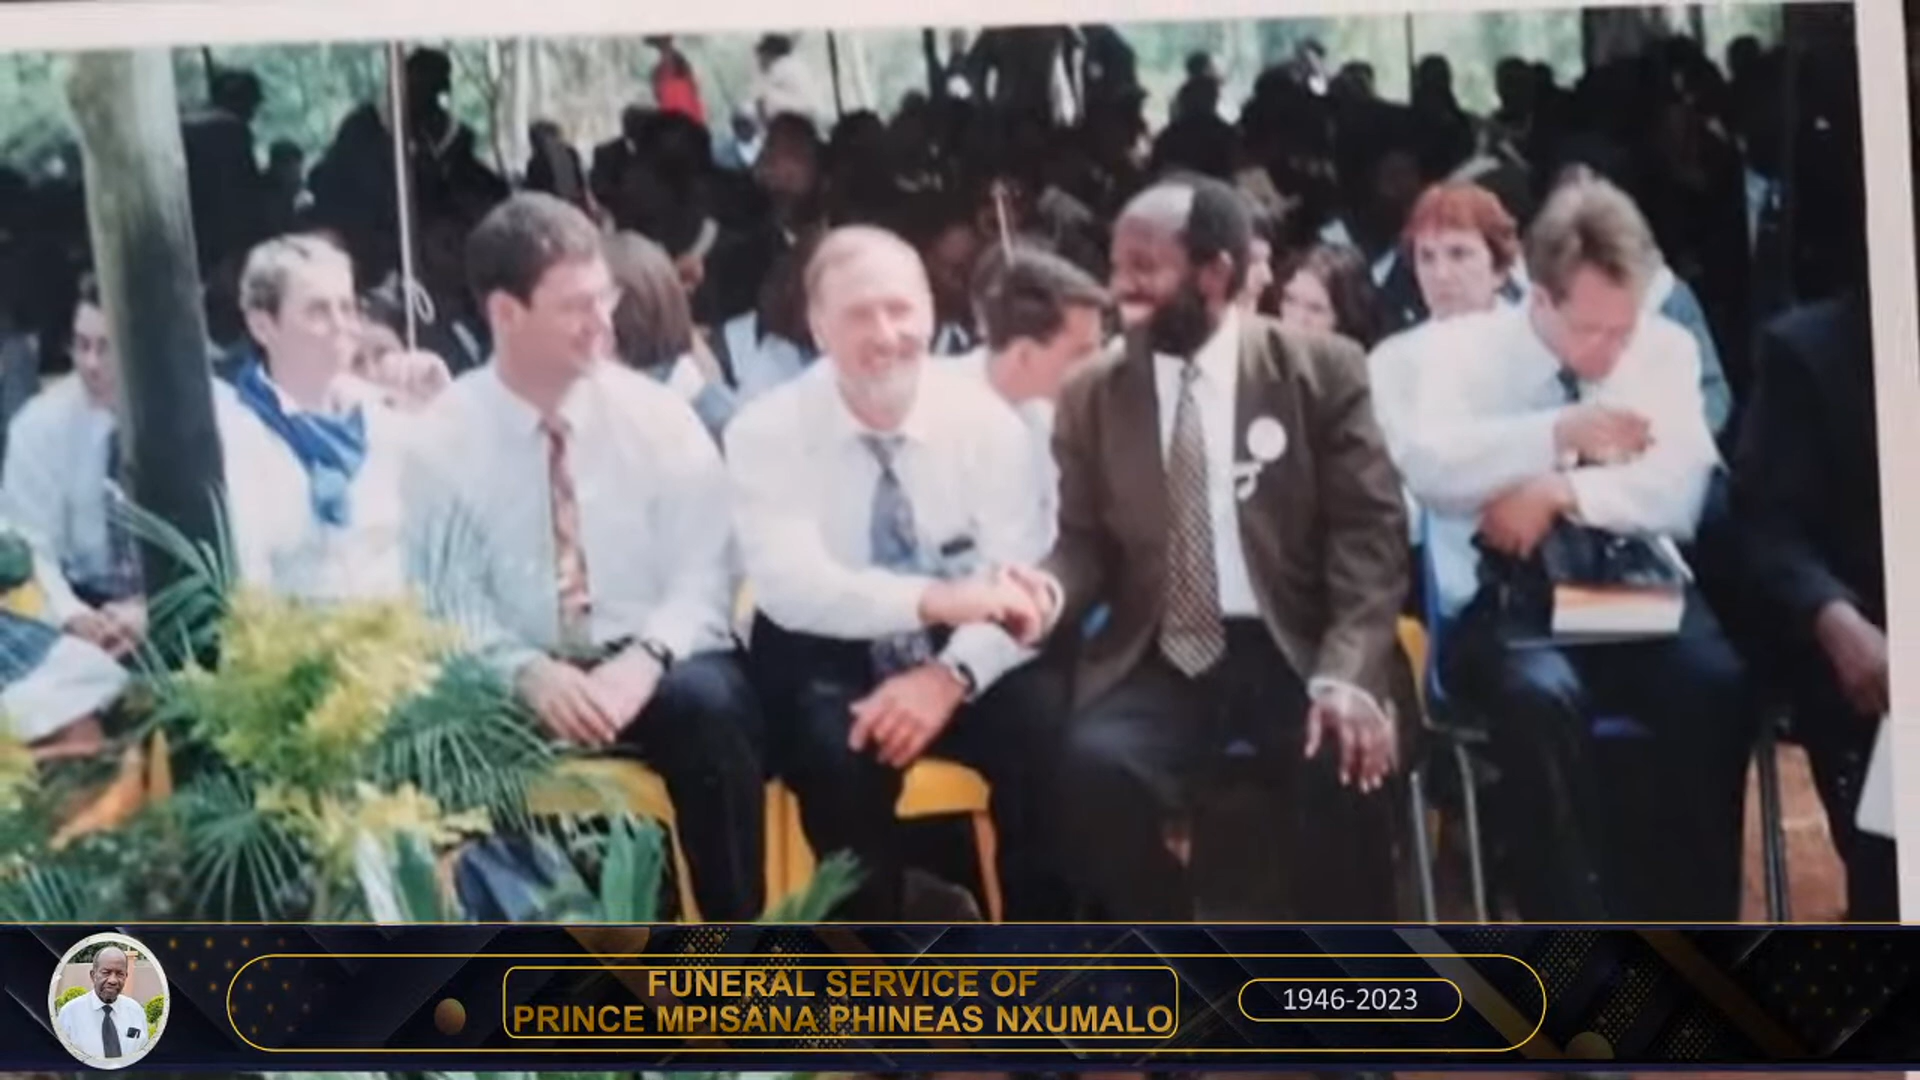 FUNERAL SERVICE OF
PRINCE MPISANA PHINEAS NXUMALO
1946-2023